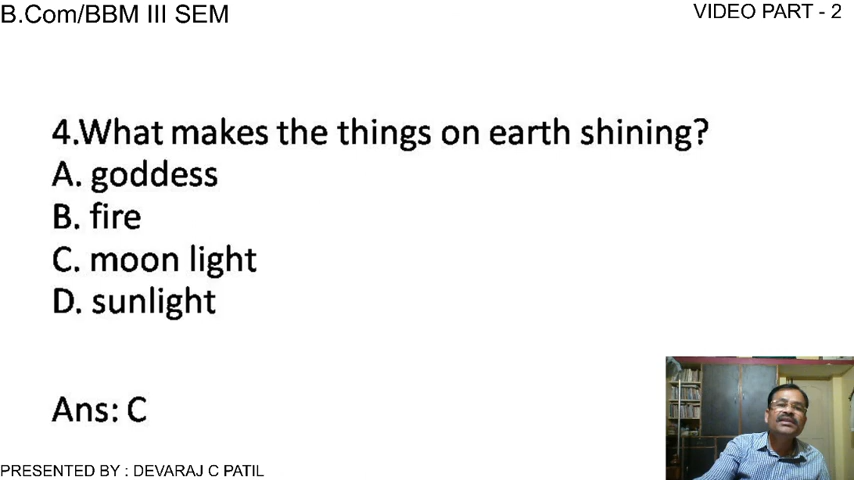 B.Com/BBM III SEM
VIDEO PART - 2
4.What makes the things on earth shining?
A. goddess
B. fire
C. moon light
D. sunlight
Ans: C
PRESENTED BY : DEVARAJ C PATIL